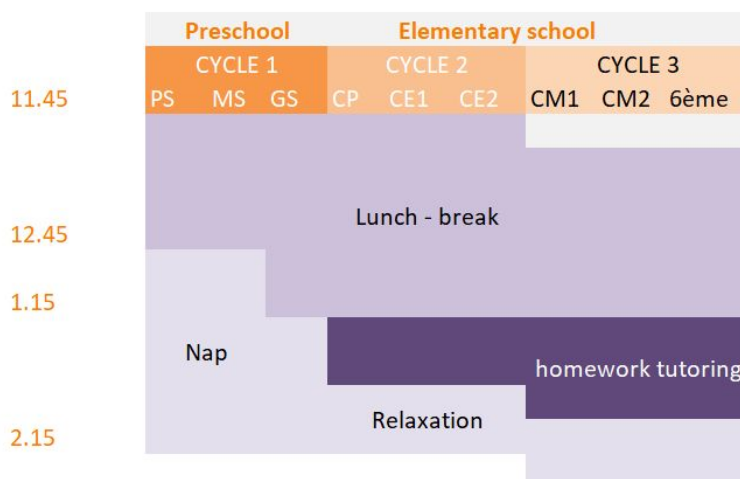 Preschool Elementary school
CYCLE 1 CYCLE 2 CYCLE 3
11.45 PS MS GS CP CE1 CE2 CM1 CM2 6ème
Lunch - break
12.45
1.15
Nap
homework tutoring
Relaxation
2.15